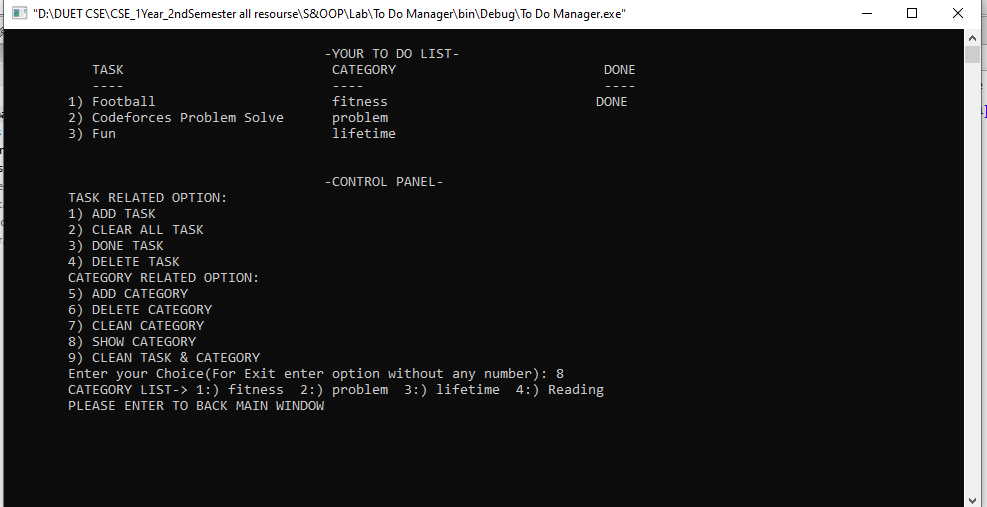 "D:\DUET CSE\CSE_1Year_2ndSemester all resourse\S&OOP\Lab\To Do Manager\bin\Debug\To Do Manager.exe"
-YOUR TO DO LIST-
TASK CATEGORY DONE
---- ---- ----
1) Football fitness DONE
2) Codeforces Problem Solve problem
3) Fun lifetime
-CONTROL PANEL-
TASK RELATED OPTION:
1) ADD TASK
2) CLEAR ALL TASK
3) DONE TASK
4) DELETE TASK
CATEGORY RELATED OPTION:
5) ADD CATEGORY
6) DELETE CATEGORY
7) CLEAN CATEGORY
8) SHOW CATEGORY
9) CLEAN TASK & CATEGORY
Enter your Choice(For Exit enter option without any number): 8
CATEGORY LIST-> 1:) fitness 2:) problem 3:) lifetime 4:) Reading
PLEASE ENTER TO BACK MAIN WINDOW